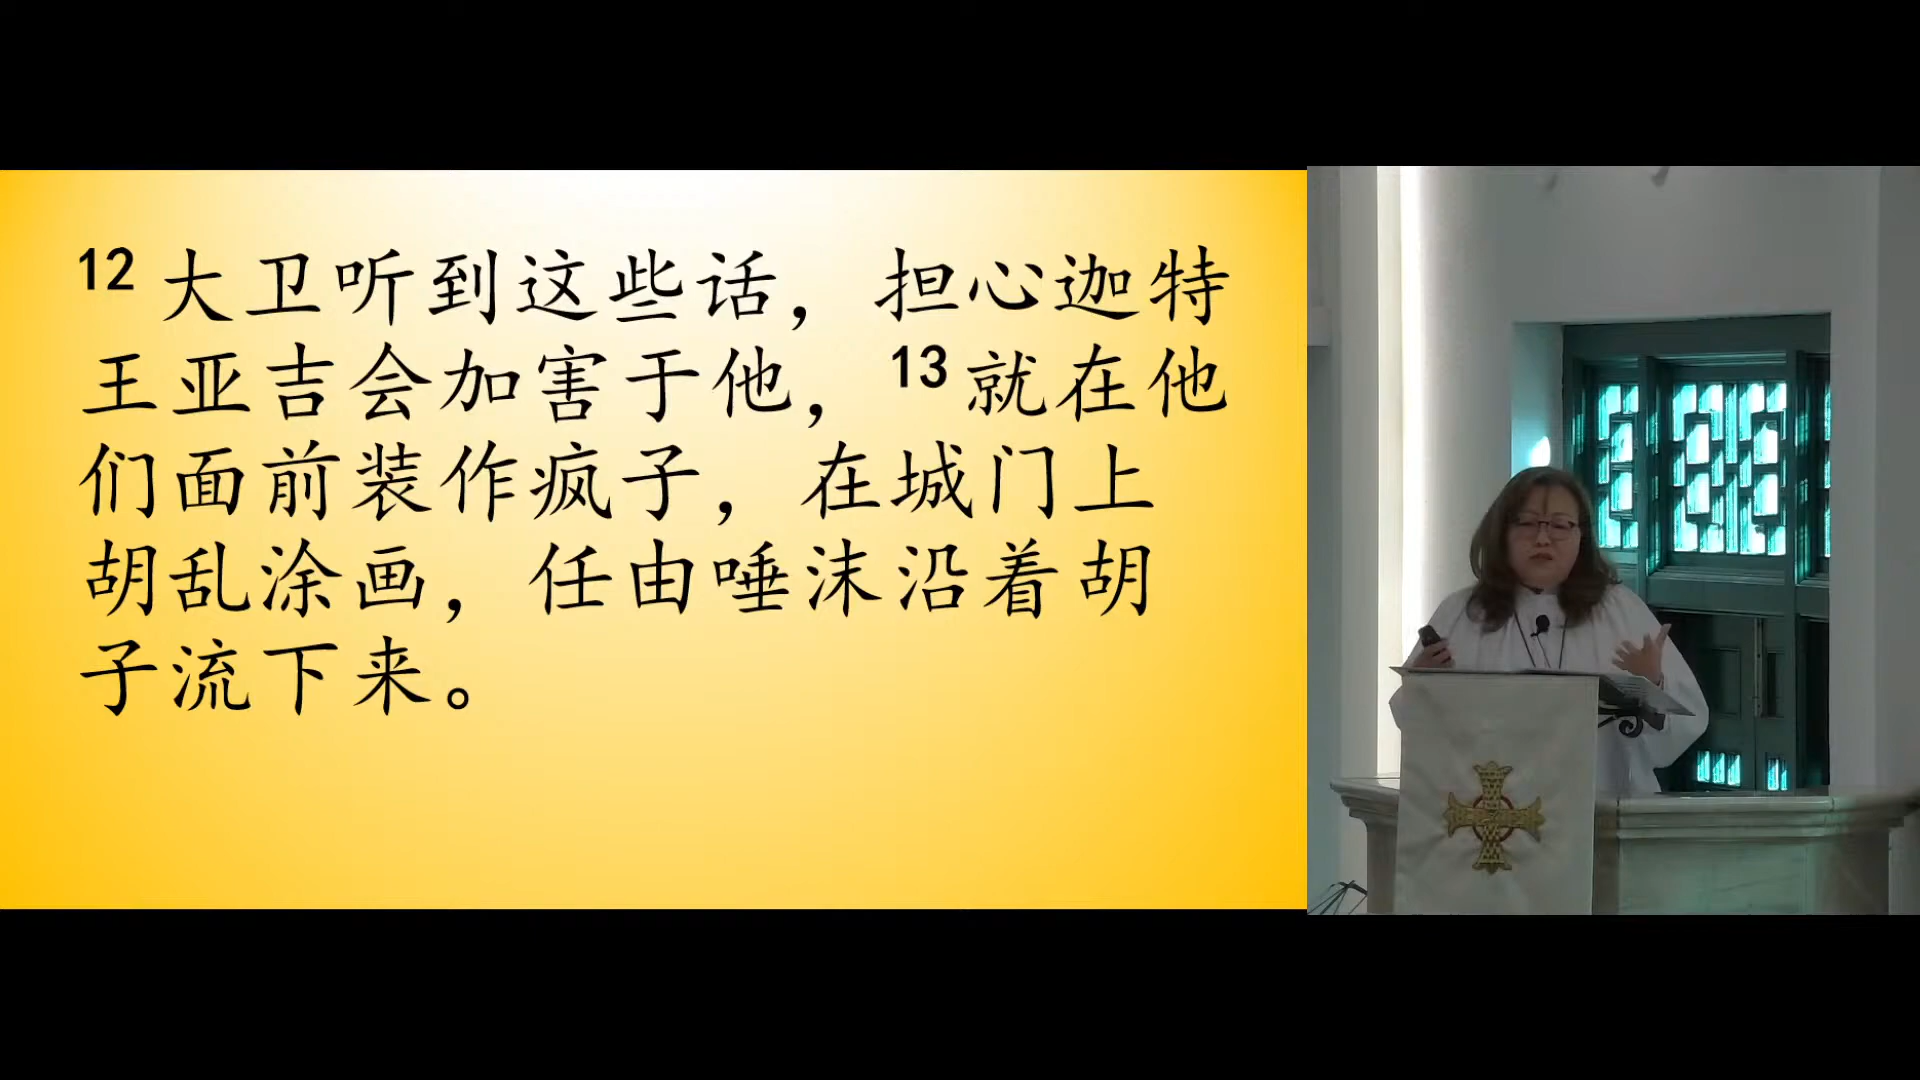 12 大卫听到这些话，担心迦特
王亚吉会加害于他，13 就在他
们面前装作疯子，在城门上
胡乱涂画，任由唾沫沿着胡
子流下来。